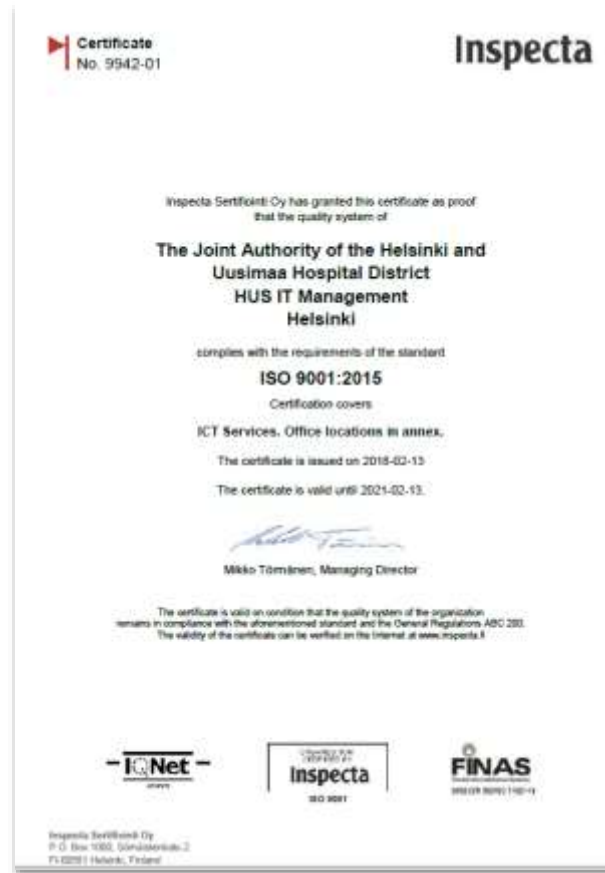 Certificate
No. 9942-01
Inspecta
Inspecta Sertifiointi Oy has granted this certificate as proof
that the quality system of
The Joint Authority of the Helsinki and
Uusimaa Hospital District
HUS IT Management
Helsinki
complies with the requirements of the standard
ISO 9001:2015
Certification covers
ICT Services. Office locations in annex.
The certificate is issued on 2018-02-13
The certificate is valid until 2021-02-13.
Mikko Törmänen, Managing Director
The certificate is valid on condition that the quality system of the organization
remains in compliance with the aforementioned standard and the General Regulations ABC 200.
The validity of the certificate can be verified on the Internet at www.inspecta.fi
IQNet
Inspecta
ISO 9001
FINAS
Inspecta Sertifiointi Oy
P.O. Box 1000, Sörnäistenkatu 2
Helsinki, Finland